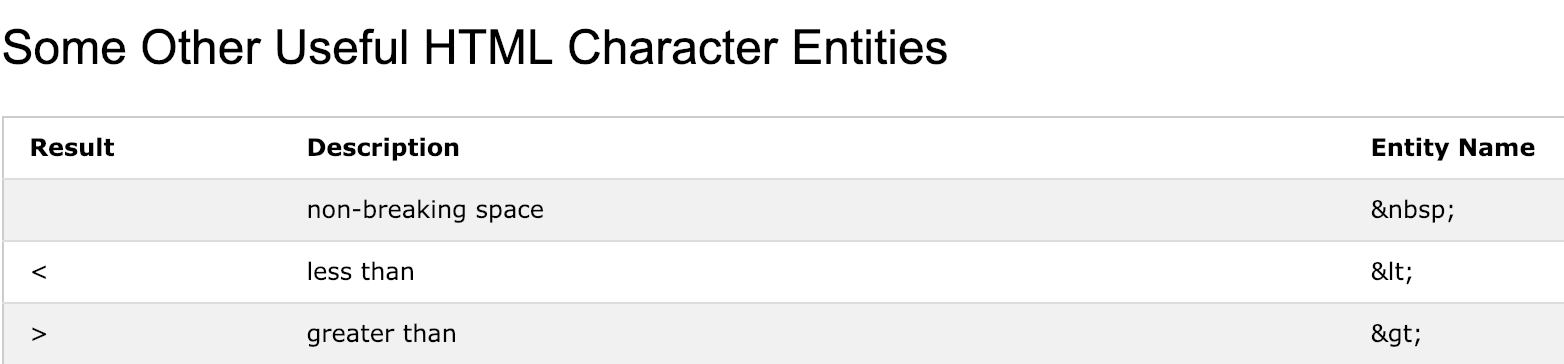 Some Other Useful HTML Character Entities
Result Description Entity Name
non-breaking space &nbsp;
< less than &lt;
> greater than &gt;